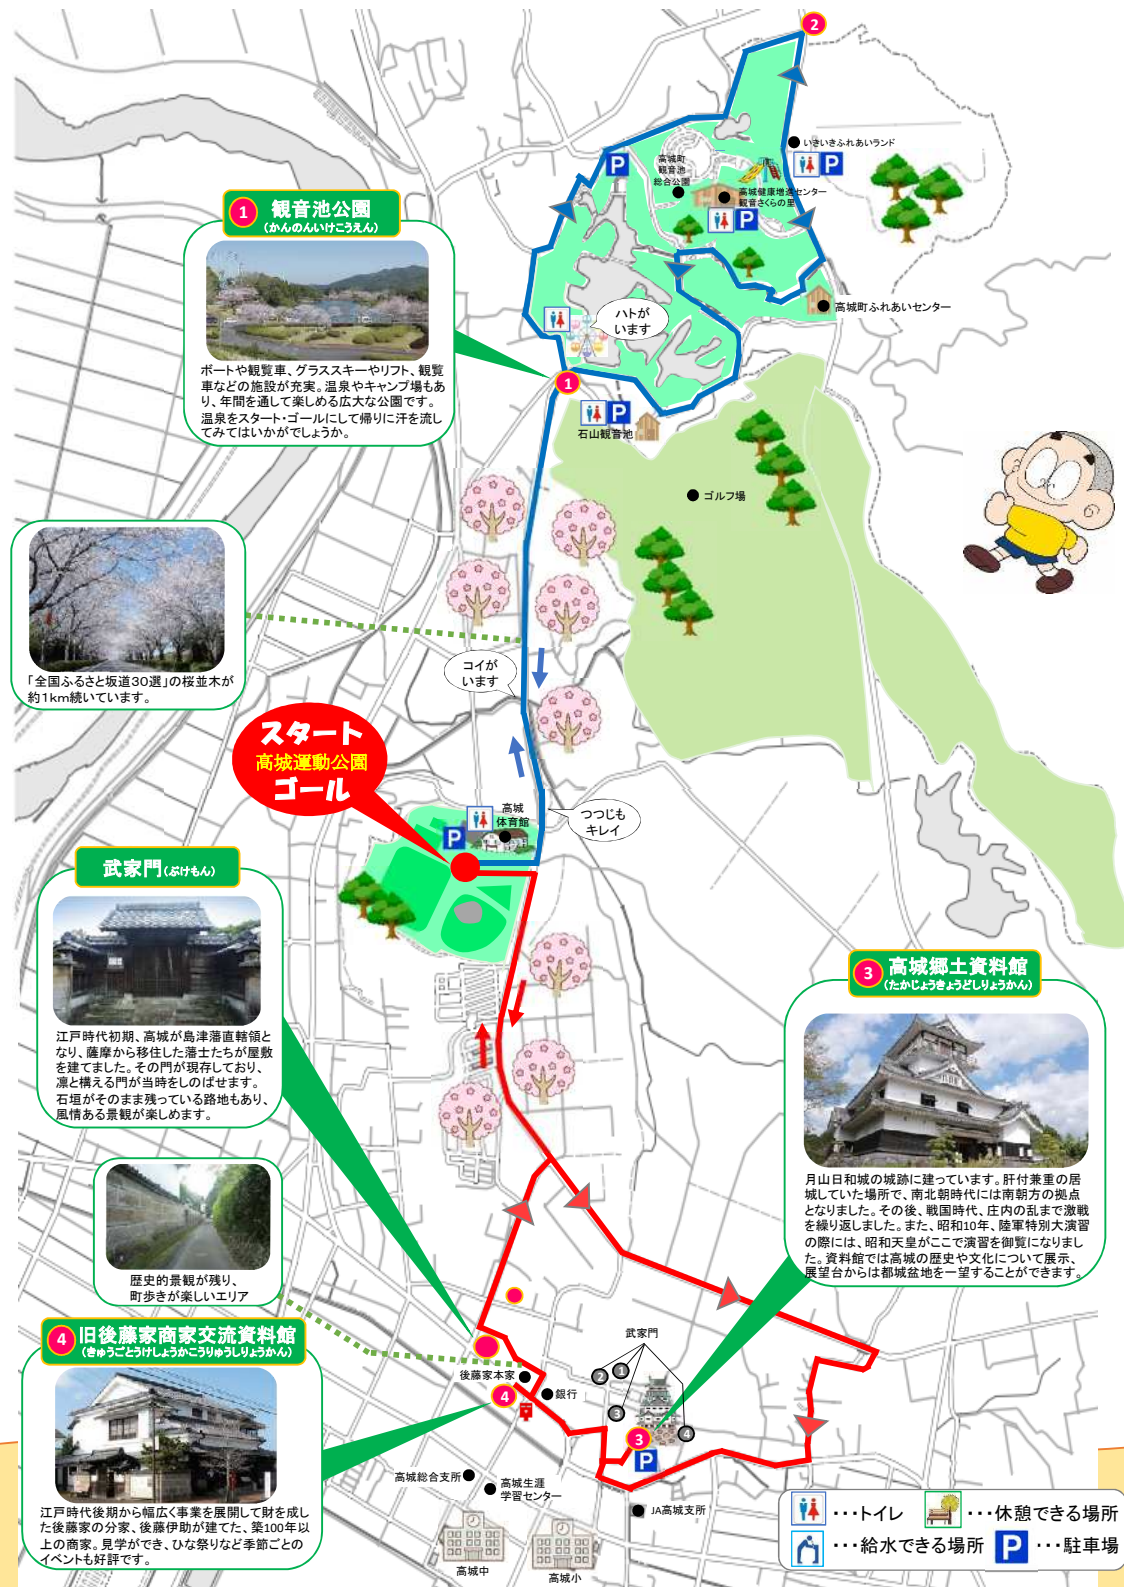 2
いきいきふれあいランド
P
P
高城町
観音池
総合公園
高城健康増進センター
観音さくらの里
P
1 観音池公園
(かんのんいけこうえん)
ボートや観覧車、グラススキーやリフト、観覧
車などの施設が充実。温泉やキャンプ場もあ
り、年間を通して楽しめる広大な公園です。
温泉をスタート・ゴールにして帰りに汗を流し
てみてはいかがでしょうか。
高城町ふれあいセンター
ハトが
います
1
P
石山観音池
ゴルフ場
「全国ふるさと坂道30選」の桜並木が
約1km続いています。
コイが
います
スタート
高城運動公園
ゴール
高城
体育館
P
つつじも
キレイ
武家門(ぶけもん)
江戸時代初期、高城が島津藩直轄領と
なり、薩摩から移住した藩士たちが屋敷
を建てました。その門が現存しており、
凛と構える門が当時をしのばせます。
石垣がそのまま残っている路地もあり、
風情ある景観が楽しめます。
3 高城郷土資料館
(たかじょうきょうどしりょうかん)
月山日和城の城跡に建っています。肝付兼重の居
城していた場所で、南北朝時代には南朝方の拠点
となりました。その後、戦国時代、庄内の乱まで激戦
を繰り返しました。また、昭和10年、陸軍特別大演習
の際には、昭和天皇がここで演習を御覧になりまし
た。資料館では高城の歴史や文化について展示、
展望台からは都城盆地を一望することができます。
歴史的景観が残り、
町歩きが楽しいエリア
4 旧後藤家商家交流資料館
(きゅうごとうけしょうかこうりゅうしりょうかん)
江戸時代後期から幅広く事業を展開して財を成し
た後藤家の分家、後藤伊助が建てた、築100年以
上の商家。見学ができ、ひな祭りなど季節ごとの
イベントも好評です。
武家門
2
1
3
4
後藤家本家
4
銀行
3
P
高城総合支所
高城生涯
学習センター
JA高城支所
高城中
高城小
・・・トイレ
・・・休憩できる場所
・・・給水できる場所
P ・・・駐車場